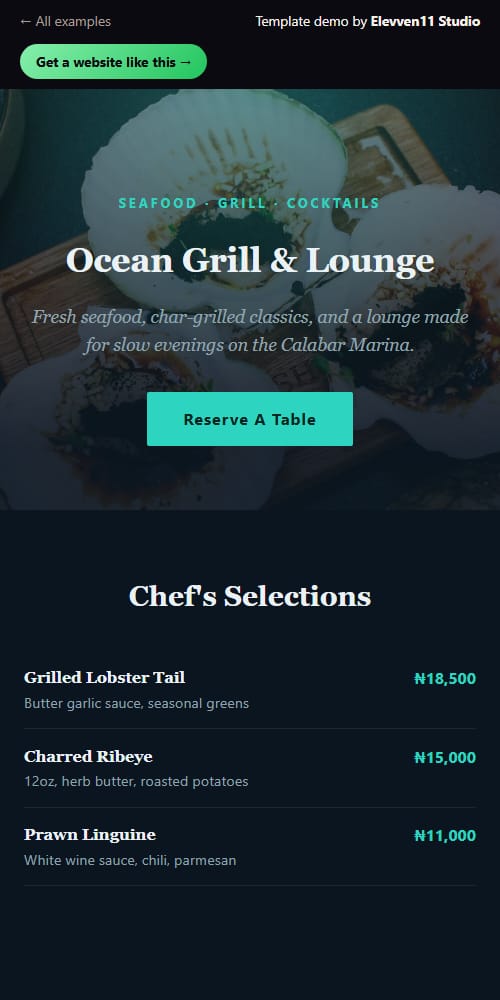 ← All examples
Template demo by Elevven11 Studio
Get a website like this →
SEAFOOD · GRILL · COCKTAILS
Ocean Grill & Lounge
Fresh seafood, char-grilled classics, and a lounge made
for slow evenings on the Calabar Marina.
Reserve A Table
Chef's Selections
Grilled Lobster Tail
₦18,500
Butter garlic sauce, seasonal greens
Charred Ribeye
₦15,000
12oz, herb butter, roasted potatoes
Prawn Linguine
₦11,000
White wine sauce, chili, parmesan